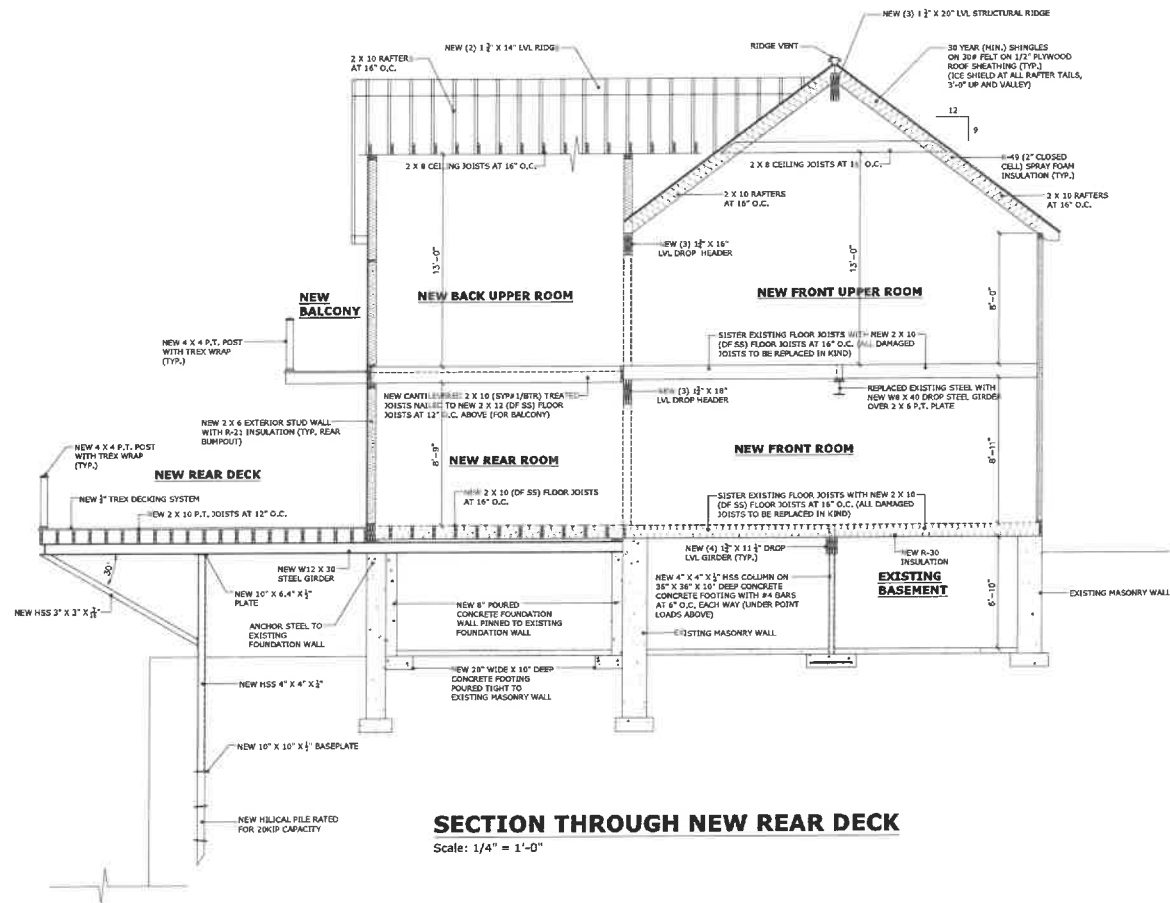 NEW (3) 1 3/4" X 20" LVL STRUCTURAL RIDGE
NEW (2) 1 3/4" X 14" LVL RIDGE
RIDGE VENT
30 YEAR (MIN.) SHINGLES
ON 30# FELT ON 1/2" PLYWOOD
ROOF SHEATHING (TYP.)
(ICE SHIELD AT ALL RAFTER TAILS,
3'-0" UP AND VALLEY)
2 X 10 RAFTERS
AT 16" O.C.
12
9
2 X 8 CEILING JOISTS AT 16" O.C.
2 X 8 CEILING JOISTS AT 16" O.C.
R-49 (2" CLOSED
CELL) SPRAY FOAM
INSULATION (TYP.)
2 X 10 RAFTERS
AT 16" O.C.
2 X 10 RAFTERS
AT 16" O.C.
NEW (3) 1 3/4" X 16"
LVL DROP HEADER
13'-0"
13'-0"
8'-0"
NEW
BALCONY
NEW BACK UPPER ROOM
NEW FRONT UPPER ROOM
NEW 4 X 4 P.T. POST
WITH TREX WRAP
(TYP.)
SISTER EXISTING FLOOR JOISTS WITH NEW 2 X 10
(DF SS) FLOOR JOISTS AT 16" O.C. (ALL DAMAGED
JOISTS TO BE REPLACED IN KIND)
NEW CANTILEVERED 2 X 10 (SYP#1/BTR) TREATED
JOISTS NAILED TO NEW 2 X 12 (DF SS) FLOOR
JOISTS AT 12" O.C. ABOVE (FOR BALCONY)
NEW (3) 1 3/4" X 18"
LVL DROP HEADER
REPLACED EXISTING STEEL WITH
NEW W8 X 40 DROP STEEL GIRDER
OVER 2 X 6 P.T. PLATE
NEW 2 X 6 EXTERIOR STUD WALL
WITH R-21 INSULATION (TYP. REAR
BUMPOUT)
8'-9"
8'-11"
NEW 4 X 4 P.T. POST
WITH TREX WRAP
(TYP.)
NEW REAR DECK
NEW REAR ROOM
NEW FRONT ROOM
NEW TREX DECKING SYSTEM
NEW 2 X 10 P.T. JOISTS AT 12" O.C.
NEW 2 X 10 (DF SS) FLOOR JOISTS
AT 16" O.C.
SISTER EXISTING FLOOR JOISTS WITH NEW 2 X 10
(DF SS) FLOOR JOISTS AT 16" O.C. (ALL DAMAGED
JOISTS TO BE REPLACED IN KIND)
NEW W12 X 30
STEEL GIRDER
NEW (4) 1 3/4" X 11 1/4" DROP
LVL GIRDER (TYP.)
NEW R-30
INSULATION
30°
NEW 10" X 6.4" X 1/2"
PLATE
NEW 4" X 4" X 1/4" HSS COLUMN ON
36" X 36" X 10" DEEP CONCRETE
CONCRETE FOOTING WITH #4 BARS
AT 6" O.C. EACH WAY (UNDER POINT
LOADS ABOVE)
EXISTING
BASEMENT
6'-10"
EXISTING MASONRY WALL
NEW HSS 3" X 3" X 3/16"
ANCHOR STEEL TO
EXISTING
FOUNDATION WALL
NEW 8" POURED
CONCRETE FOUNDATION
WALL PINNED TO EXISTING
FOUNDATION WALL
EXISTING MASONRY WALL
NEW HSS 4" X 4" X
NEW 20" WIDE X 10" DEEP
CONCRETE FOOTING
POURED TIGHT TO
EXISTING MASONRY WALL
NEW 10" X 10" X 1/2" BASEPLATE
NEW HILICAL PILE RATED
FOR 20KIP CAPACITY
SECTION THROUGH NEW REAR DECK
Scale: 1/4" = 1'-0"